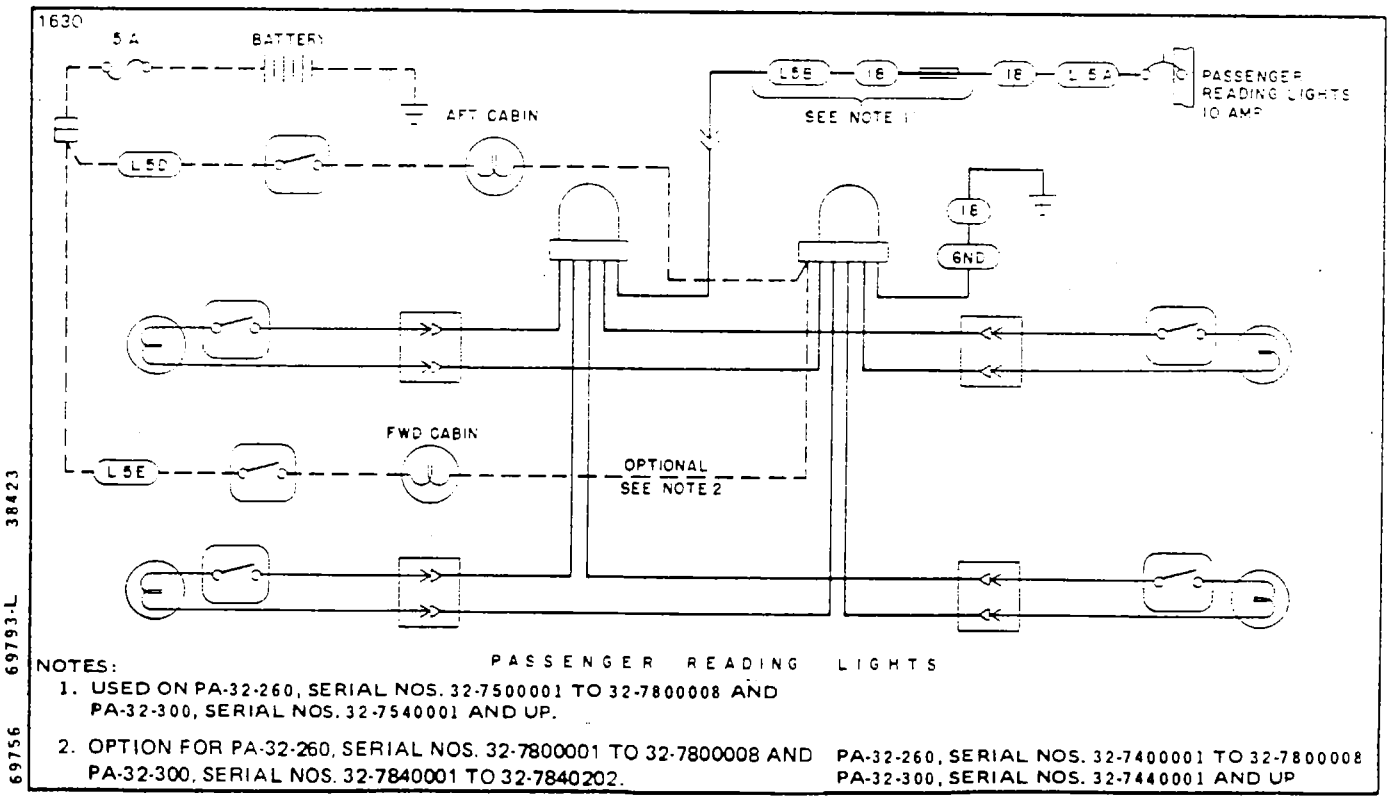 1630
5 A
BATTERY
L5B
18
18
L5A
PASSENGER
READING LIGHTS
10 AMP
SEE NOTE 1
AFT CABIN
L5D
18
GND
FWD CABIN
L5E
OPTIONAL
SEE NOTE 2
PASSENGER READING LIGHTS
NOTES:
1. USED ON PA-32-260, SERIAL NOS. 32-7500001 TO 32-7800008 AND
PA-32-300, SERIAL NOS. 32-7540001 AND UP.
2. OPTION FOR PA-32-260, SERIAL NOS. 32-7800001 TO 32-7800008 AND
PA-32-300, SERIAL NOS. 32-7840001 TO 32-7840202.
PA-32-260, SERIAL NOS. 32-7400001 TO 32-7800008
PA-32-300, SERIAL NOS. 32-7440001 AND UP
69756 69793-L 38423